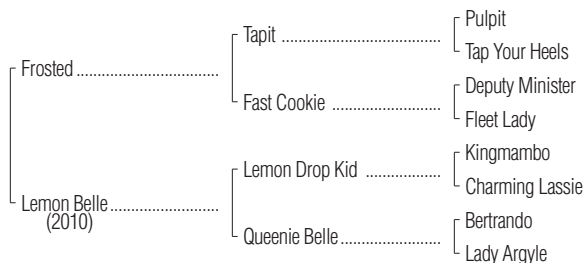 Pulpit
Tapit ........................................
Tap Your Heels
Frosted ....................................
Deputy Minister
Fast Cookie ...........................
Fleet Lady
Kingmambo
Lemon Drop Kid ...................
Charming Lassie
Lemon Belle ...........................
(2010)
Bertrando
Queenie Belle.........................
Lady Argyle